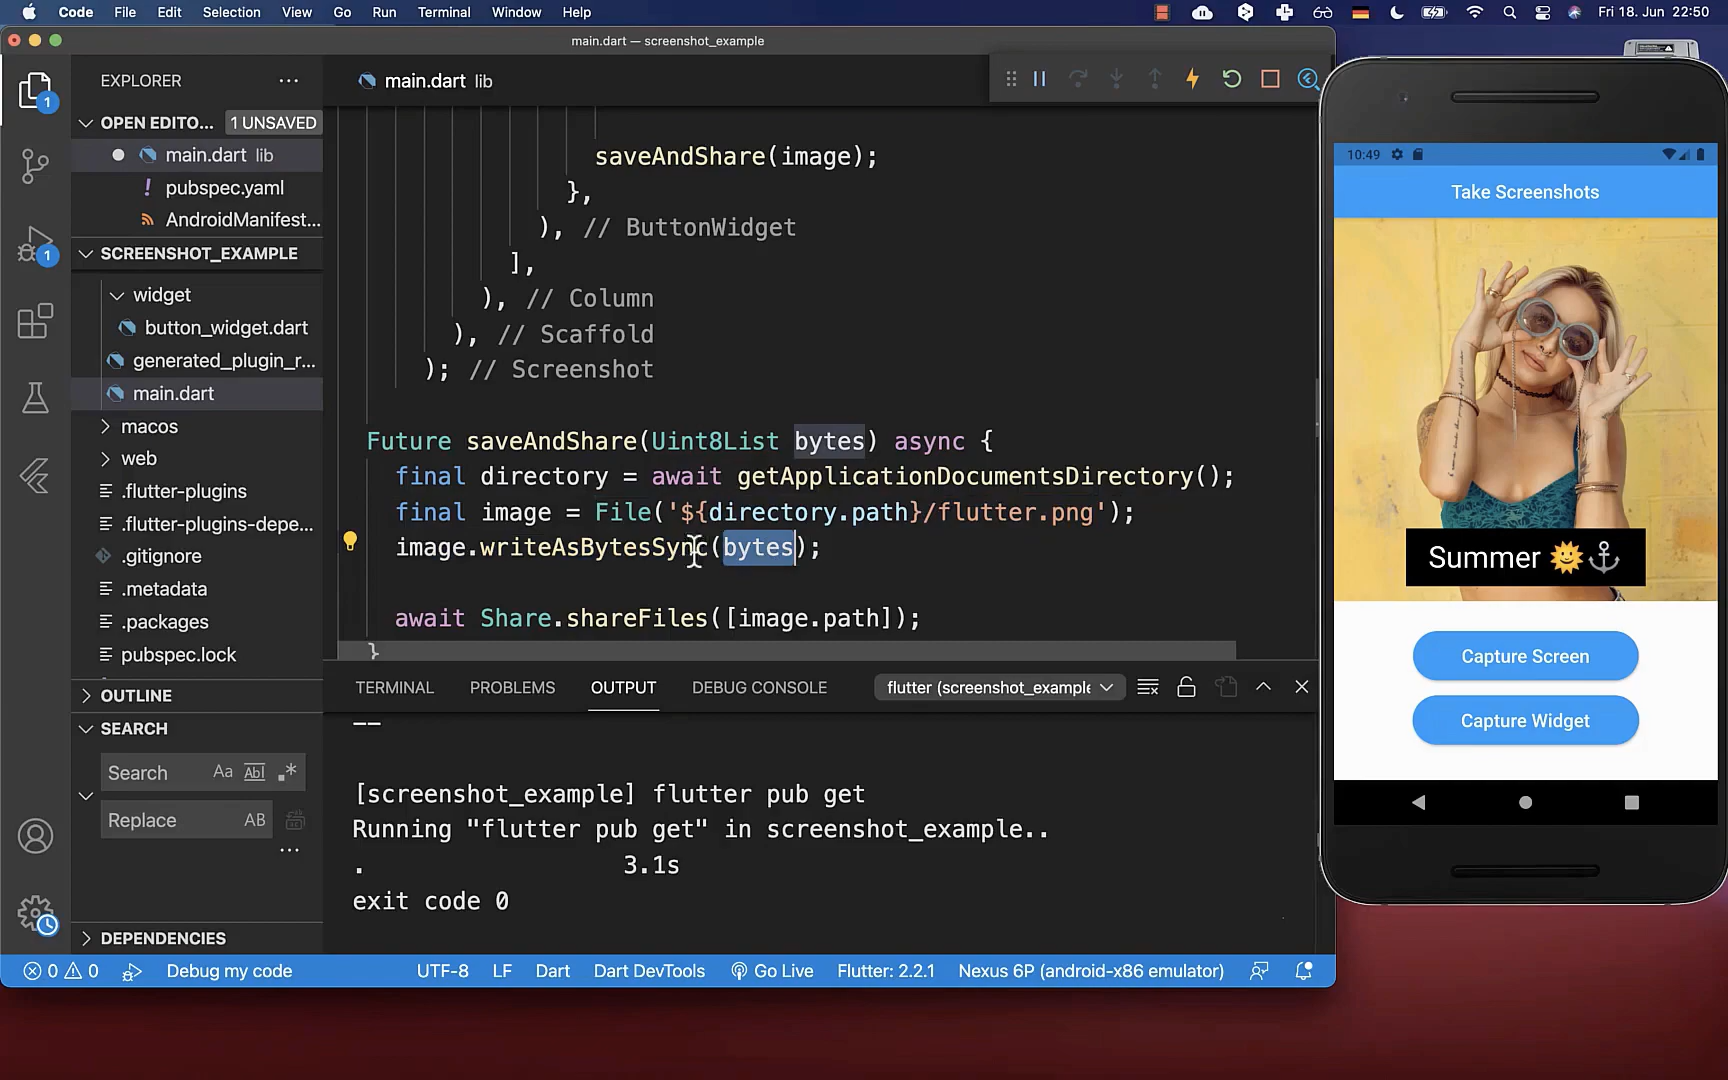 Code File Edit Selection View Go Run Terminal Window Help
Fri 18. Jun 22:50
main.dart — screenshot_example
EXPLORER
OPEN EDITO...
1 UNSAVED
main.dart lib
! pubspec.yaml
AndroidManifest...
SCREENSHOT_EXAMPLE
widget
button_widget.dart
generated_plugin_r...
main.dart
macos
web
.flutter-plugins
.flutter-plugins-depe...
.gitignore
.metadata
.packages
pubspec.lock
OUTLINE
SEARCH
Search Aa Abl .*
Replace AB
...
DEPENDENCIES
1
1
main.dart lib
saveAndShare(image);
},
), // ButtonWidget
],
), // Column
), // Scaffold
); // Screenshot
Future saveAndShare(Uint8List bytes) async {
final directory = await getApplicationDocumentsDirectory();
final image = File('${directory.path}/flutter.png');
image.writeAsBytesSync(bytes);
await Share.shareFiles([image.path]);
}
TERMINAL PROBLEMS OUTPUT DEBUG CONSOLE
flutter (screenshot_example
--
[screenshot_example] flutter pub get
Running "flutter pub get" in screenshot_example..
. 3.1s
exit code 0
0 0 Debug my code UTF-8 LF Dart Dart DevTools Go Live Flutter: 2.2.1 Nexus 6P (android-x86 emulator)
10:49
Take Screenshots
Summer 🌞⚓
Capture Screen
Capture Widget